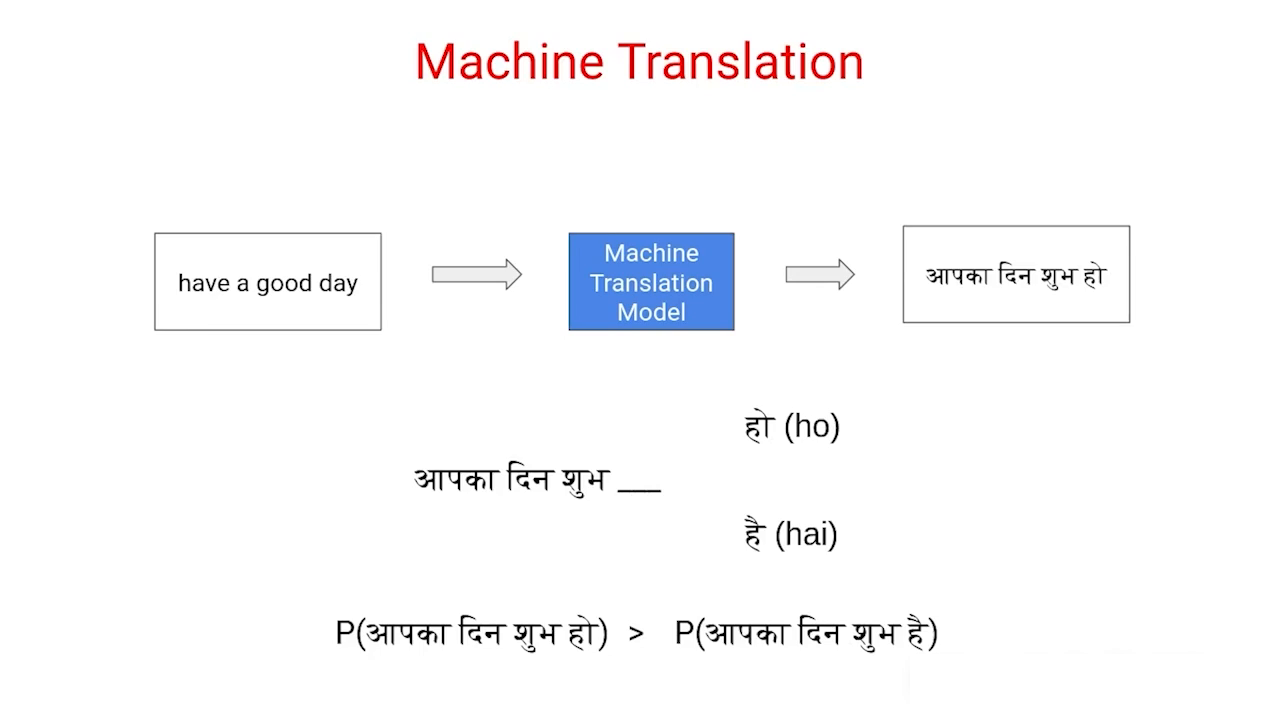 Machine Translation
have a good day
Machine
Translation
Model
आपका दिन शुभ हो
हो (ho)
आपका दिन शुभ ___
है (hai)
P(आपका दिन शुभ हो) > P(आपका दिन शुभ है)